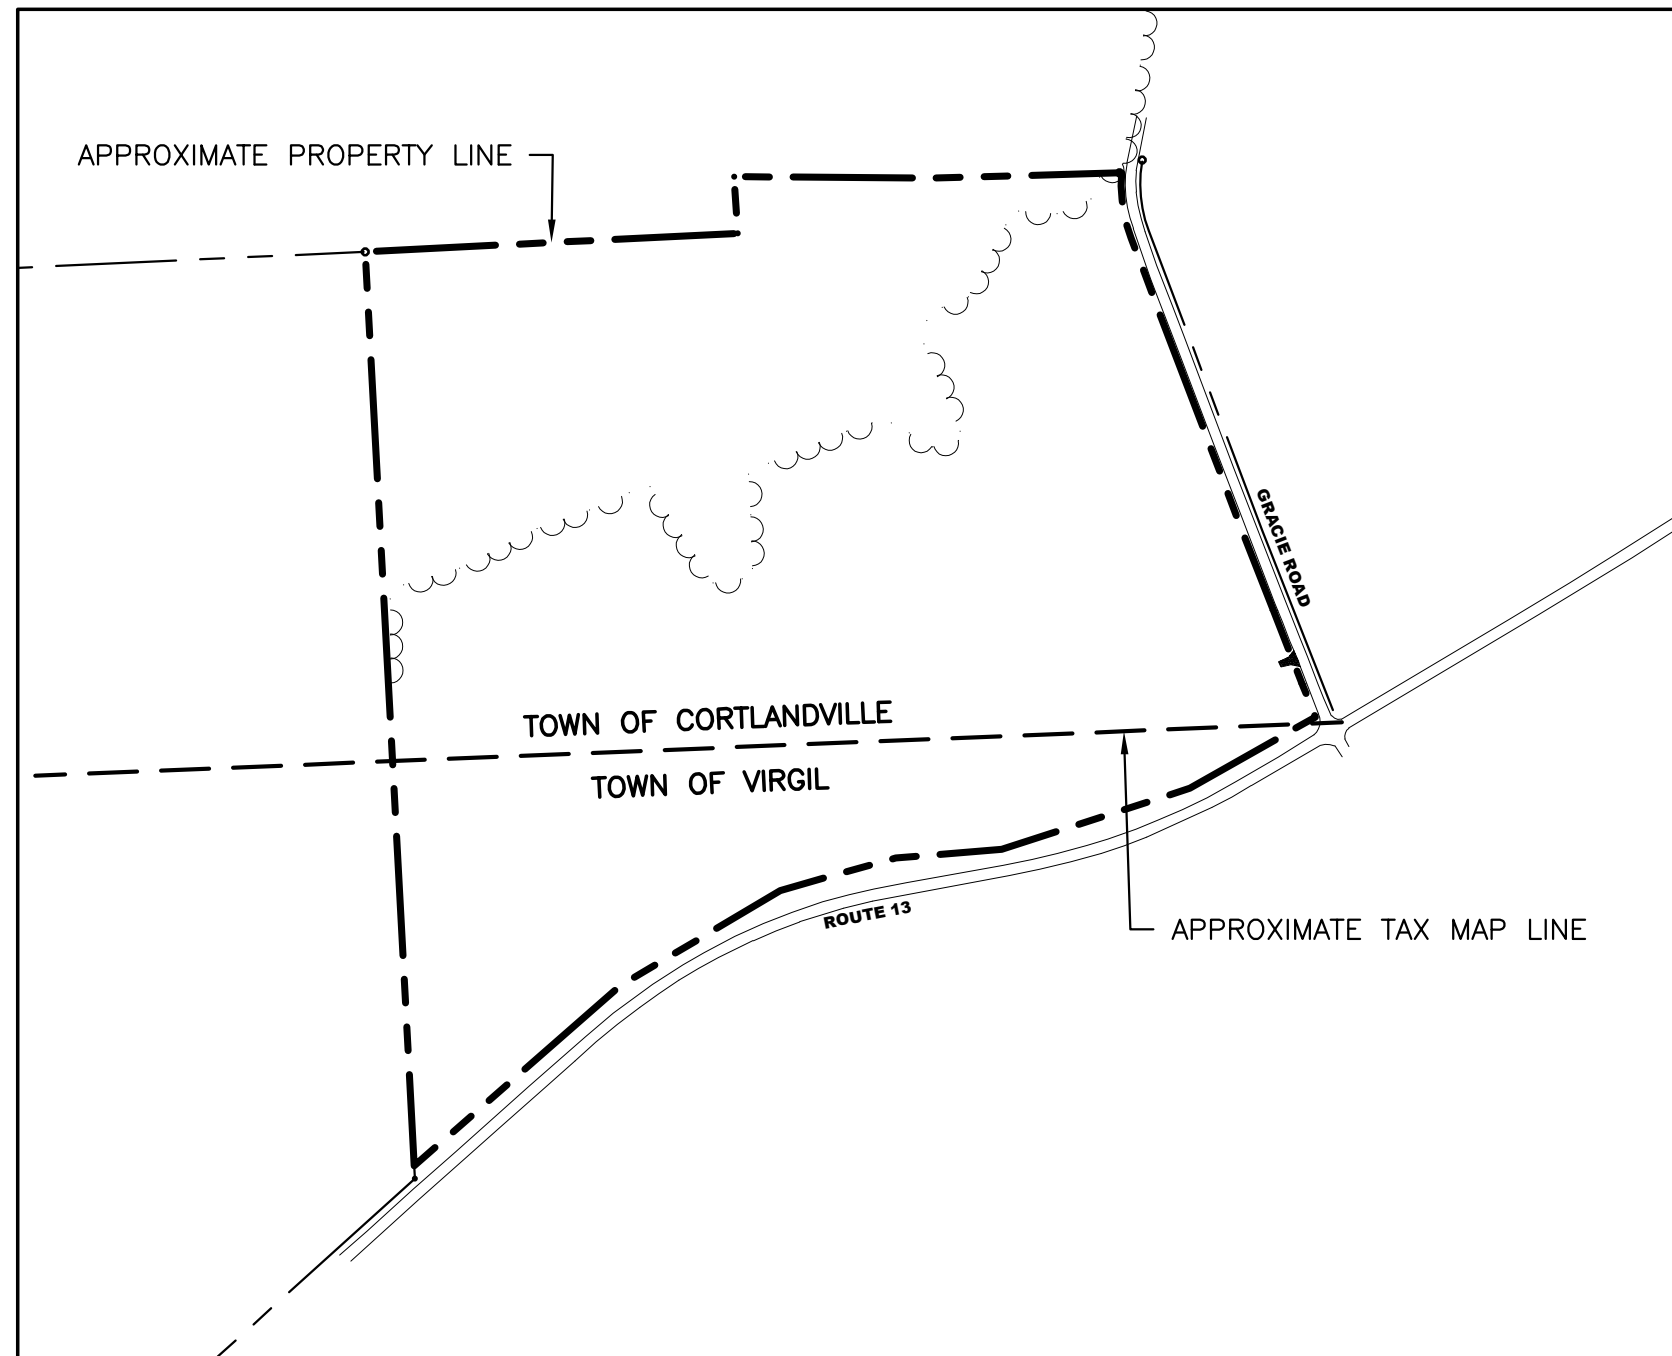 APPROXIMATE PROPERTY LINE
GRACIE ROAD
TOWN OF CORTLANDVILLE
TOWN OF VIRGIL
ROUTE 13
APPROXIMATE TAX MAP LINE